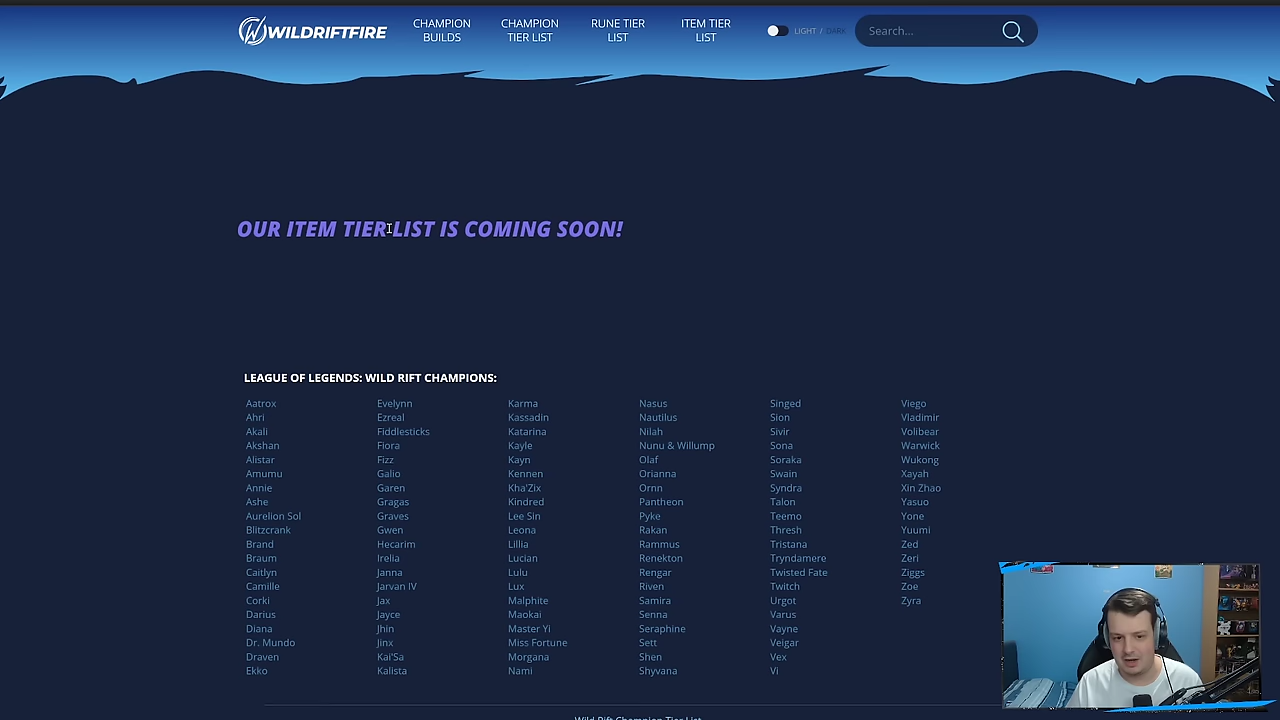 WILDRIFTFIRE
CHAMPION
BUILDS
CHAMPION
TIER LIST
RUNE TIER
LIST
ITEM TIER
LIST
LIGHT / DARK
Search...
OUR ITEM TIER LIST IS COMING SOON!
LEAGUE OF LEGENDS: WILD RIFT CHAMPIONS:
Aatrox
Ahri
Akali
Akshan
Alistar
Amumu
Annie
Ashe
Aurelion Sol
Blitzcrank
Brand
Braum
Caitlyn
Camille
Corki
Darius
Diana
Dr. Mundo
Draven
Ekko
Evelynn
Ezreal
Fiddlesticks
Fiora
Fizz
Galio
Garen
Gragas
Graves
Gwen
Hecarim
Irelia
Janna
Jarvan IV
Jax
Jayce
Jhin
Jinx
Kai'Sa
Kalista
Karma
Kassadin
Katarina
Kayle
Kayn
Kennen
Kha'Zix
Kindred
Lee Sin
Leona
Lillia
Lucian
Lulu
Lux
Malphite
Maokai
Master Yi
Miss Fortune
Morgana
Nami
Nasus
Nautilus
Nilah
Nunu & Willump
Olaf
Orianna
Ornn
Pantheon
Pyke
Rakan
Rammus
Renekton
Rengar
Riven
Samira
Senna
Seraphine
Sett
Shen
Shyvana
Singed
Sion
Sivir
Sona
Soraka
Swain
Syndra
Talon
Teemo
Thresh
Tristana
Tryndamere
Twisted Fate
Twitch
Urgot
Varus
Vayne
Veigar
Vex
Vi
Viego
Vladimir
Volibear
Warwick
Wukong
Xayah
Xin Zhao
Yasuo
Yone
Yuumi
Zed
Zeri
Ziggs
Zoe
Zyra
Wild Rift Champion Tier List